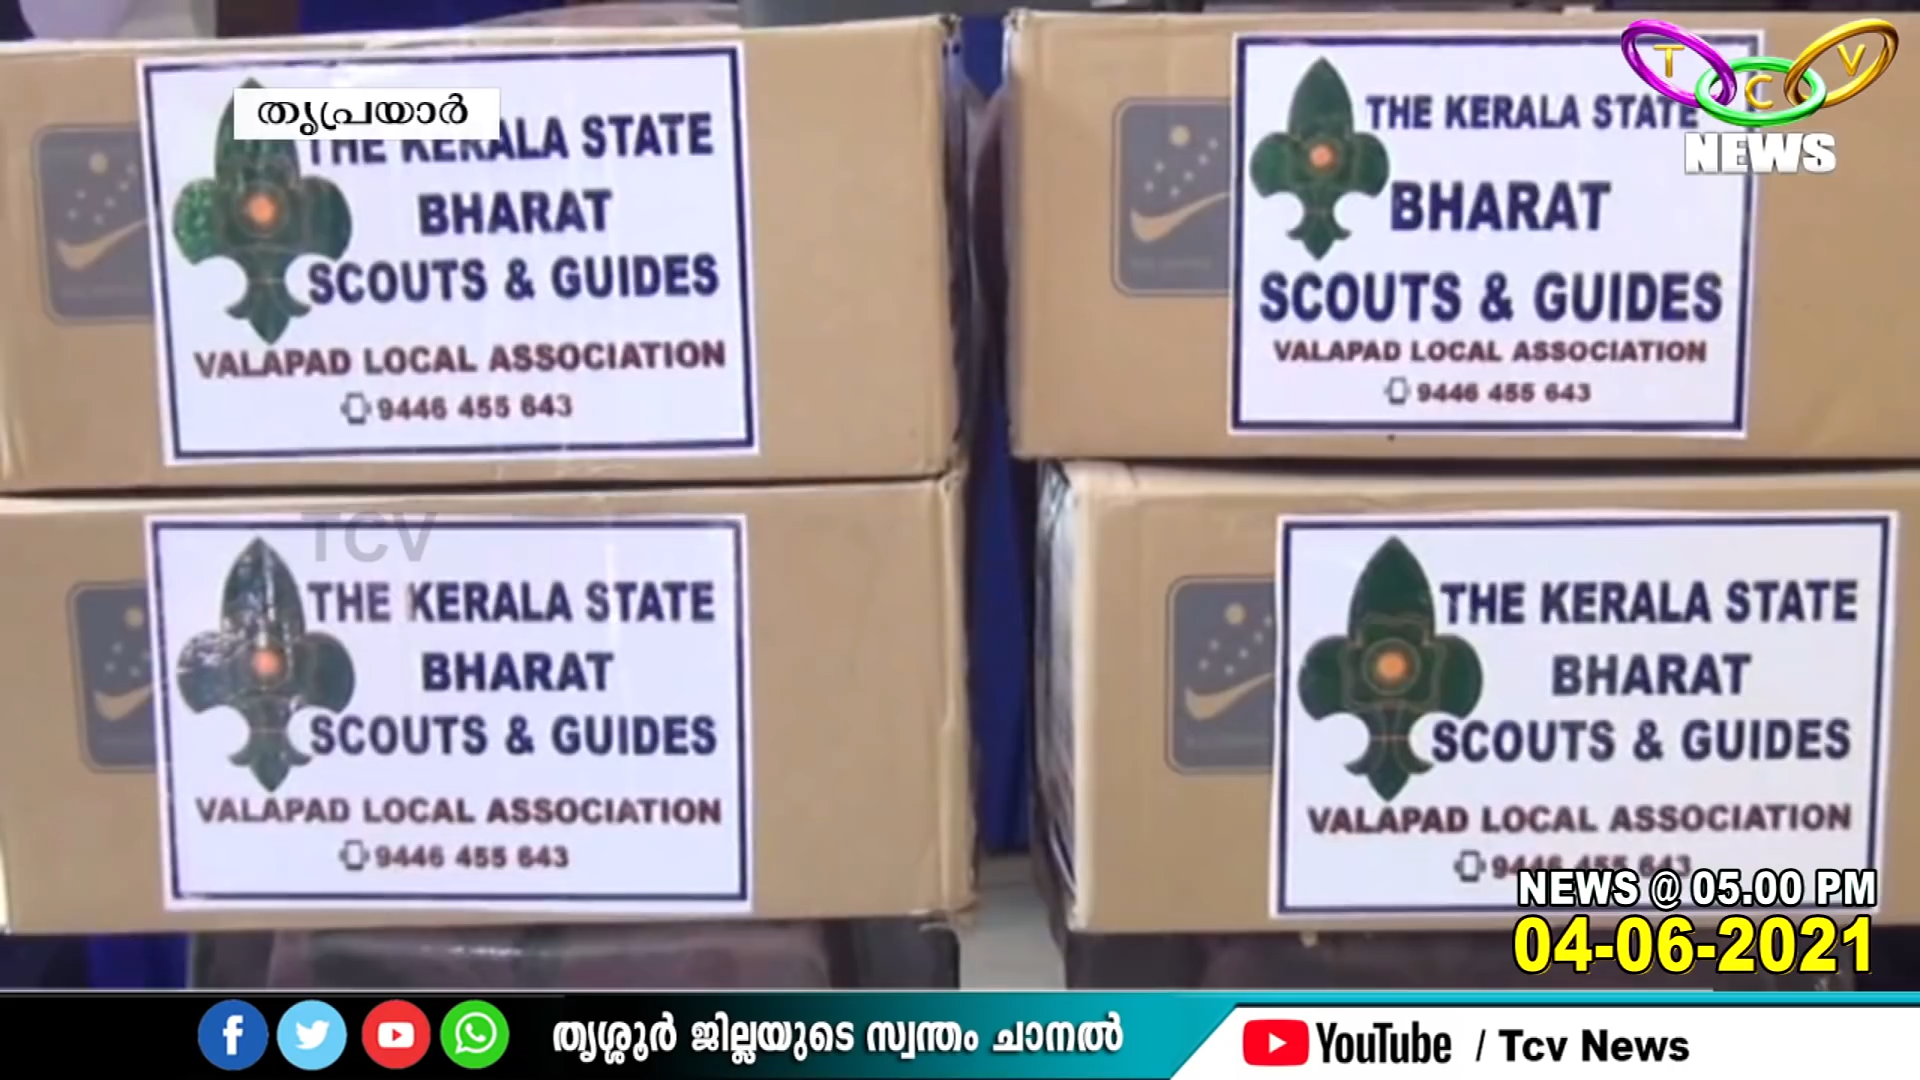 തൃപ്രയാർ
THE KERALA STATE
BHARAT
SCOUTS & GUIDES
VALAPAD LOCAL ASSOCIATION
9446 455 643
THE KERALA STATE
BHARAT
SCOUTS & GUIDES
VALAPAD LOCAL ASSOCIATION
9446 455 643
T C V
NEWS
TCV
THE KERALA STATE
BHARAT
SCOUTS & GUIDES
VALAPAD LOCAL ASSOCIATION
9446 455 643
THE KERALA STATE
BHARAT
SCOUTS & GUIDES
VALAPAD LOCAL ASSOCIATION
9446 455 643
NEWS @ 05.00 PM
04-06-2021
തൃശ്ശൂർ ജില്ലയുടെ സ്വന്തം ചാനൽ
YouTube / Tcv News